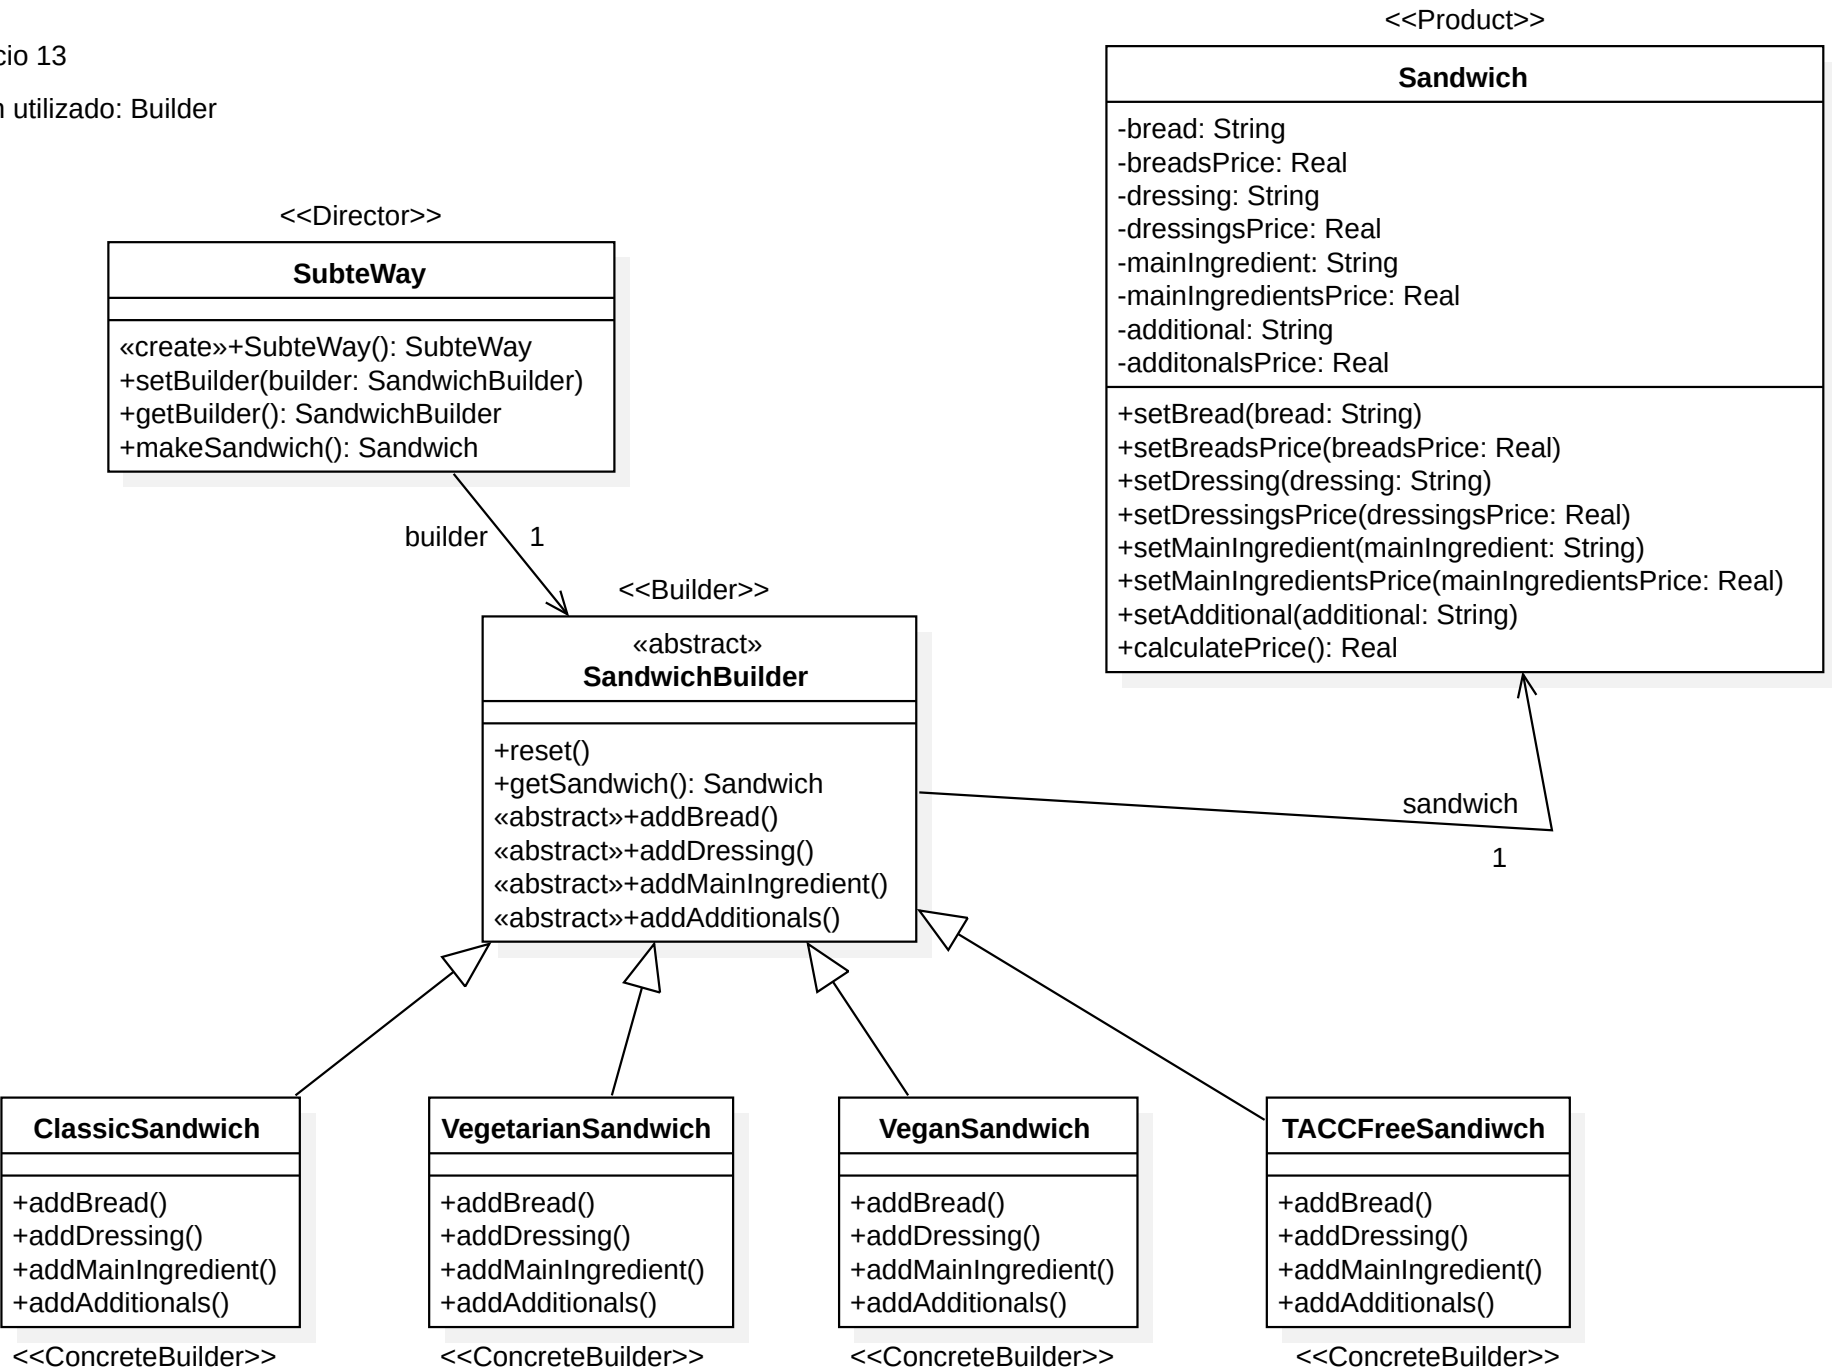 cio 13
n utilizado: Builder
<<Product>>
Sandwich
-bread: String
-breadsPrice: Real
-dressing: String
-dressingsPrice: Real
-mainIngredient: String
-mainIngredientsPrice: Real
-additional: String
-additonalsPrice: Real
+setBread(bread: String)
+setBreadsPrice(breadsPrice: Real)
+setDressing(dressing: String)
+setDressingsPrice(dressingsPrice: Real)
+setMainIngredient(mainIngredient: String)
+setMainIngredientsPrice(mainIngredientsPrice: Real)
+setAdditional(additional: String)
+calculatePrice(): Real
<<Director>>
SubteWay
«create»+SubteWay(): SubteWay
+setBuilder(builder: SandwichBuilder)
+getBuilder(): SandwichBuilder
+makeSandwich(): Sandwich
builder
1
<<Builder>>
«abstract»
SandwichBuilder
+reset()
+getSandwich(): Sandwich
«abstract»+addBread()
«abstract»+addDressing()
«abstract»+addMainIngredient()
«abstract»+addAdditionals()
sandwich
1
ClassicSandwich
+addBread()
+addDressing()
+addMainIngredient()
+addAdditionals()
<<ConcreteBuilder>>
VegetarianSandwich
+addBread()
+addDressing()
+addMainIngredient()
+addAdditionals()
<<ConcreteBuilder>>
VeganSandwich
+addBread()
+addDressing()
+addMainIngredient()
+addAdditionals()
<<ConcreteBuilder>>
TACCFreeSandiwch
+addBread()
+addDressing()
+addMainIngredient()
+addAdditionals()
<<ConcreteBuilder>>